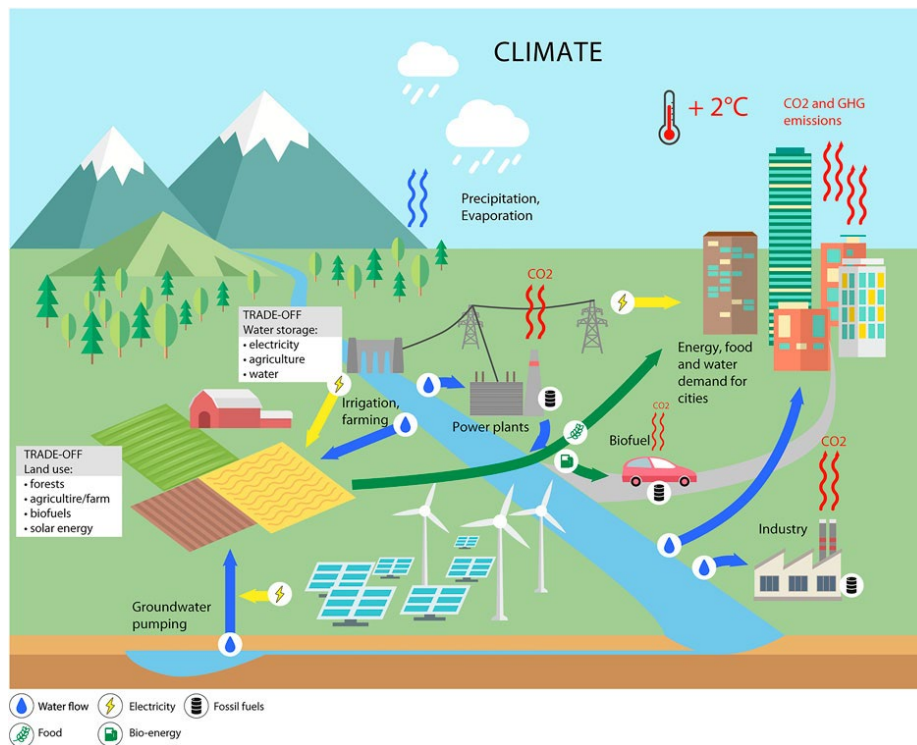 CLIMATE
+ 2°C
CO2 and GHG
emissions
Precipitation,
Evaporation
CO2
TRADE-OFF
Water storage:
• electricity
• agriculture
• water
Energy, food
and water
demand for
cities
Irrigation,
farming
Power plants
CO2
Biofuel
CO2
TRADE-OFF
Land use:
• forests
• agricultire/farm
• biofuels
• solar energy
Industry
Groundwater
pumping
Water flow
Electricity
Fossil fuels
Food
Bio-energy